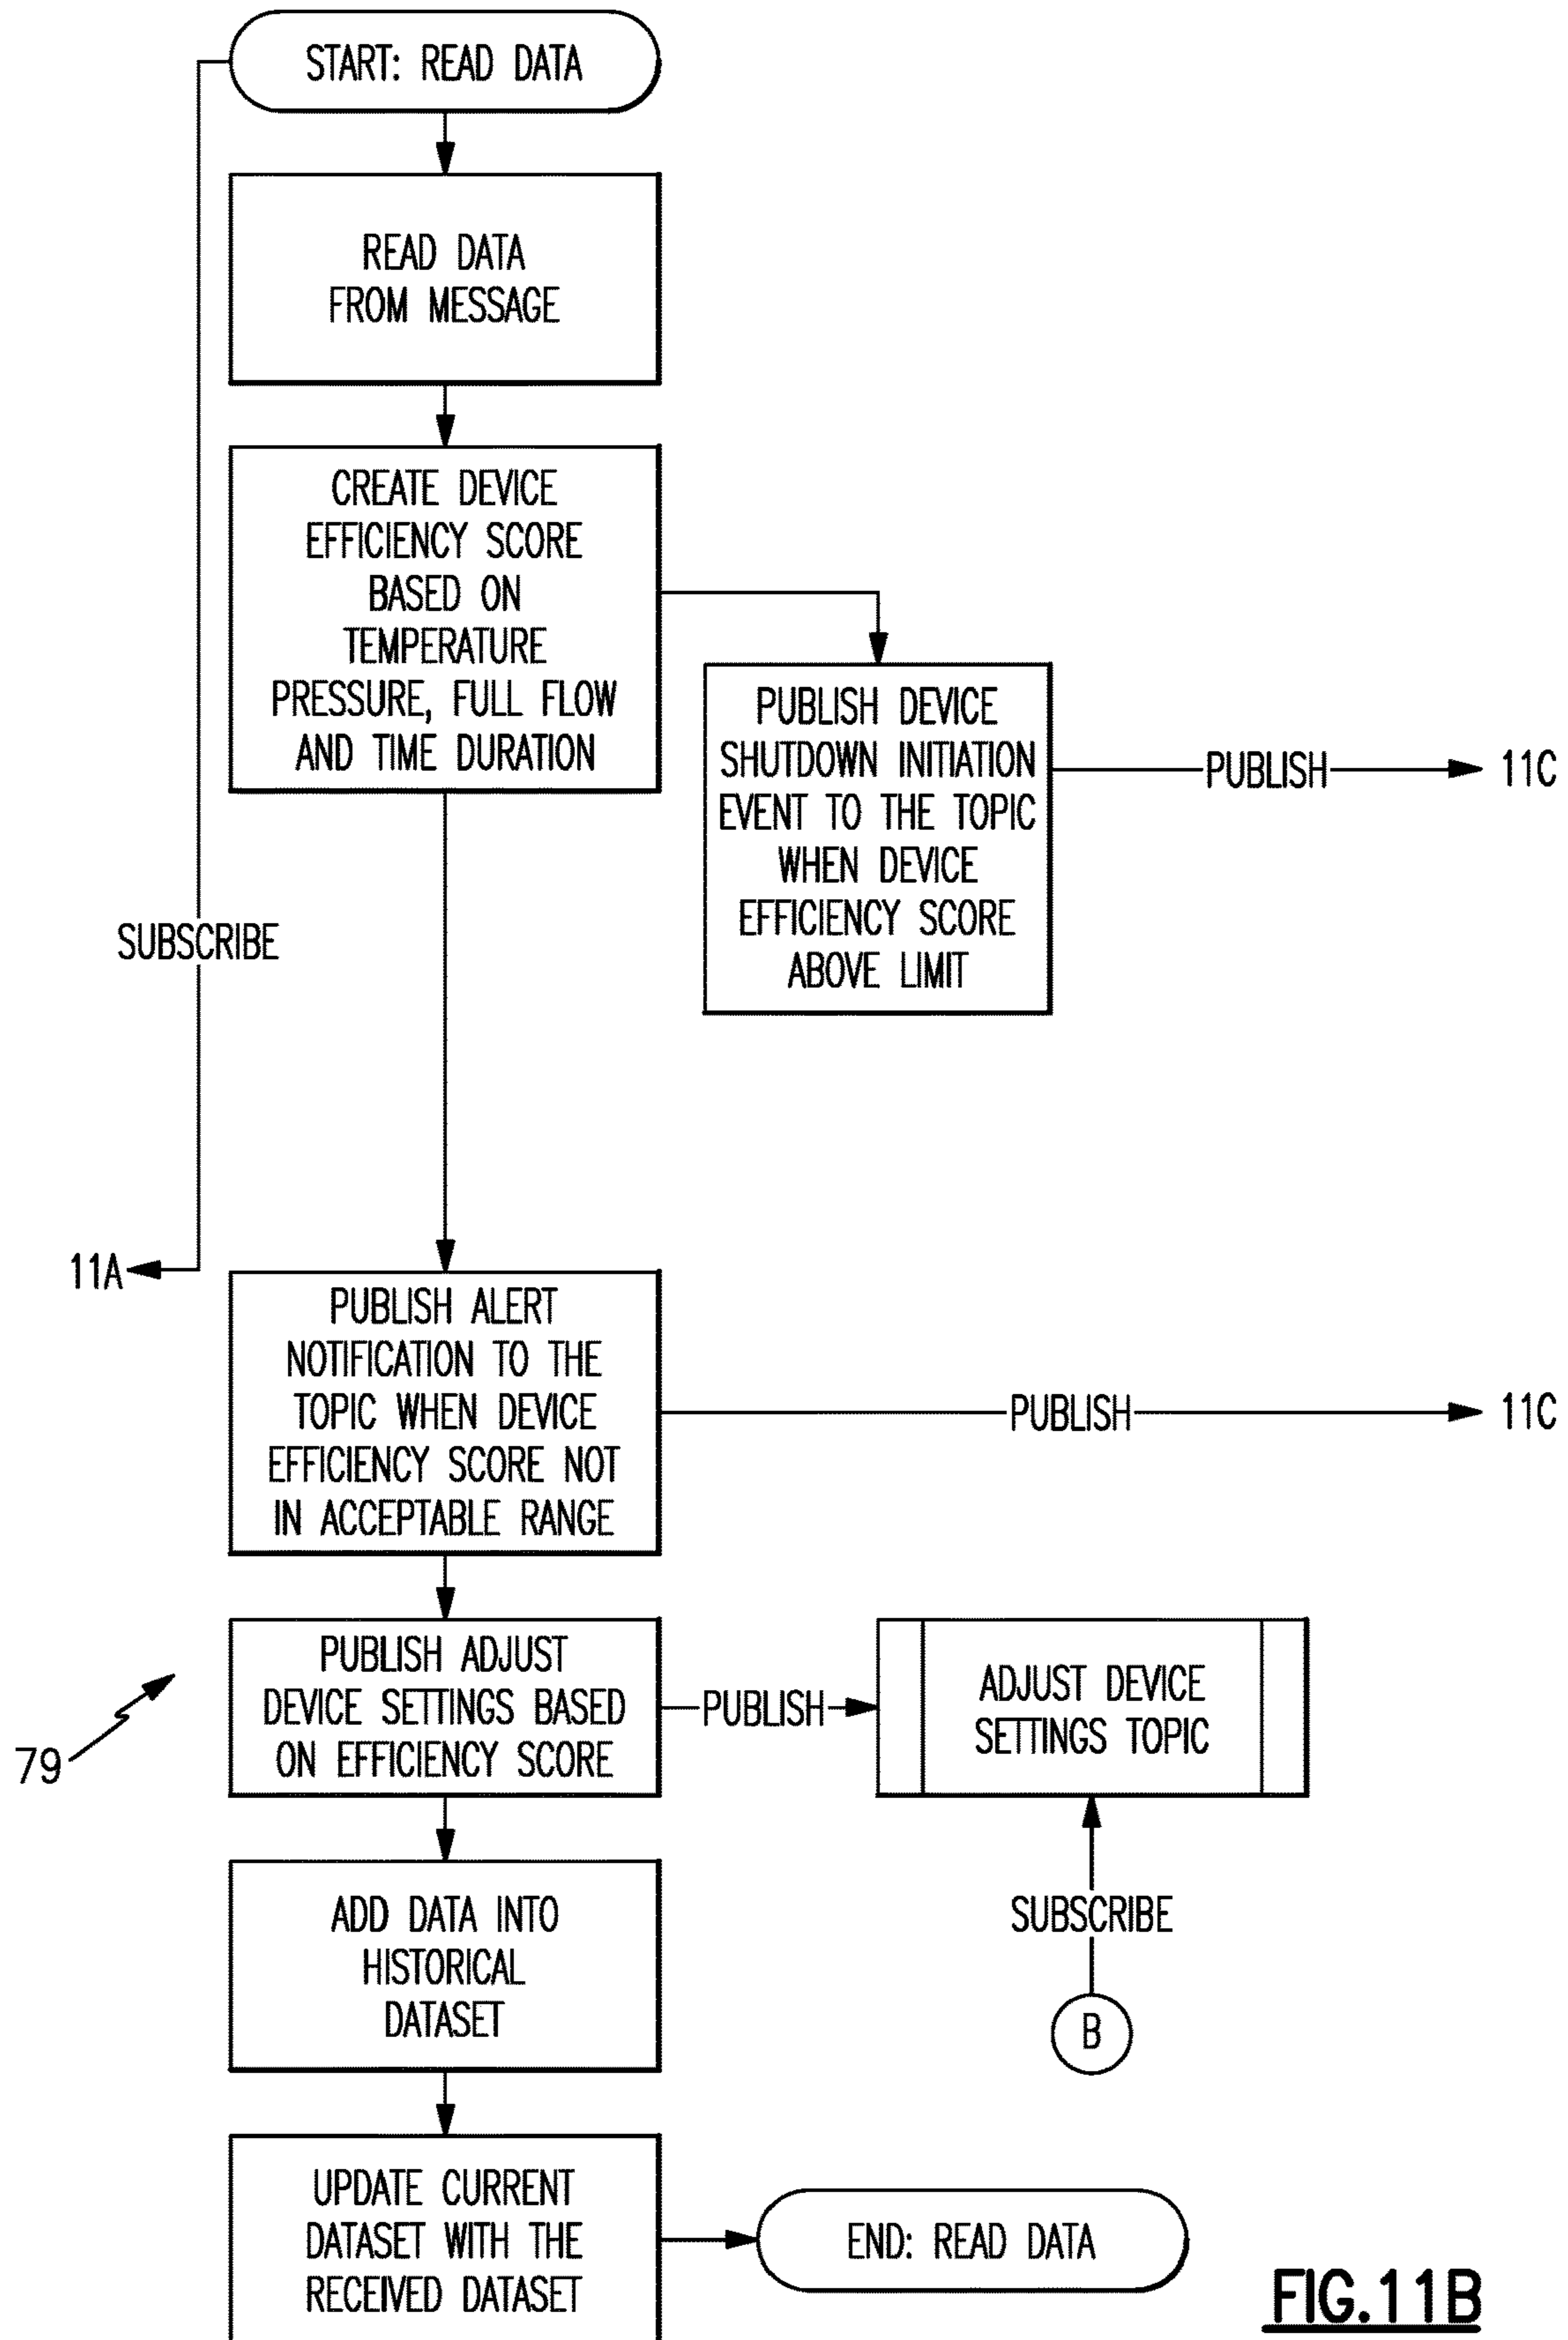 START: READ DATA
READ DATA
FROM MESSAGE
CREATE DEVICE
EFFICIENCY SCORE
BASED ON
TEMPERATURE
PRESSURE, FULL FLOW
AND TIME DURATION
PUBLISH DEVICE
SHUTDOWN INITIATION
EVENT TO THE TOPIC
WHEN DEVICE
EFFICIENCY SCORE
ABOVE LIMIT
PUBLISH
11C
SUBSCRIBE
11A
PUBLISH ALERT
NOTIFICATION TO THE
TOPIC WHEN DEVICE
EFFICIENCY SCORE NOT
IN ACCEPTABLE RANGE
PUBLISH
11C
79
PUBLISH ADJUST
DEVICE SETTINGS BASED
ON EFFICIENCY SCORE
PUBLISH
ADJUST DEVICE
SETTINGS TOPIC
SUBSCRIBE
B
ADD DATA INTO
HISTORICAL
DATASET
UPDATE CURRENT
DATASET WITH THE
RECEIVED DATASET
END: READ DATA
FIG.11B